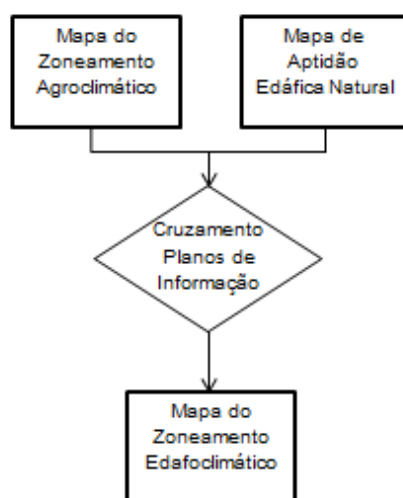 Mapa do
Zoneamento
Agroclimático
Mapa de
Aptidão
Edáfica Natural
Cruzamento
Planos de
Informação
Mapa do
Zoneamento
Edafoclimático